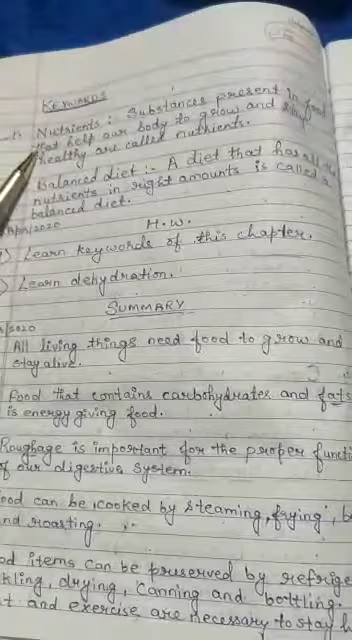 KEYWORDS
Nutrients : Substances present in food
that help our body to grow and stay
healthy are called nutrients.
Balanced diet :- A diet that has all the
nutrients in right amounts is called a
balanced diet.
/2020
H.W.
Learn keywords of this chapter.
Learn dehydration.
SUMMARY
/2020
All living things need food to grow and
stay alive.
Food that contains carbohydrates and fats
is energy giving food.
Roughage is important for the proper functi
of our digestive system.
ood can be cooked by steaming, frying, b
nd roasting.
od items can be preserved by refrige
kling, drying, canning and bottling.
t and exercise are necessary to stay h